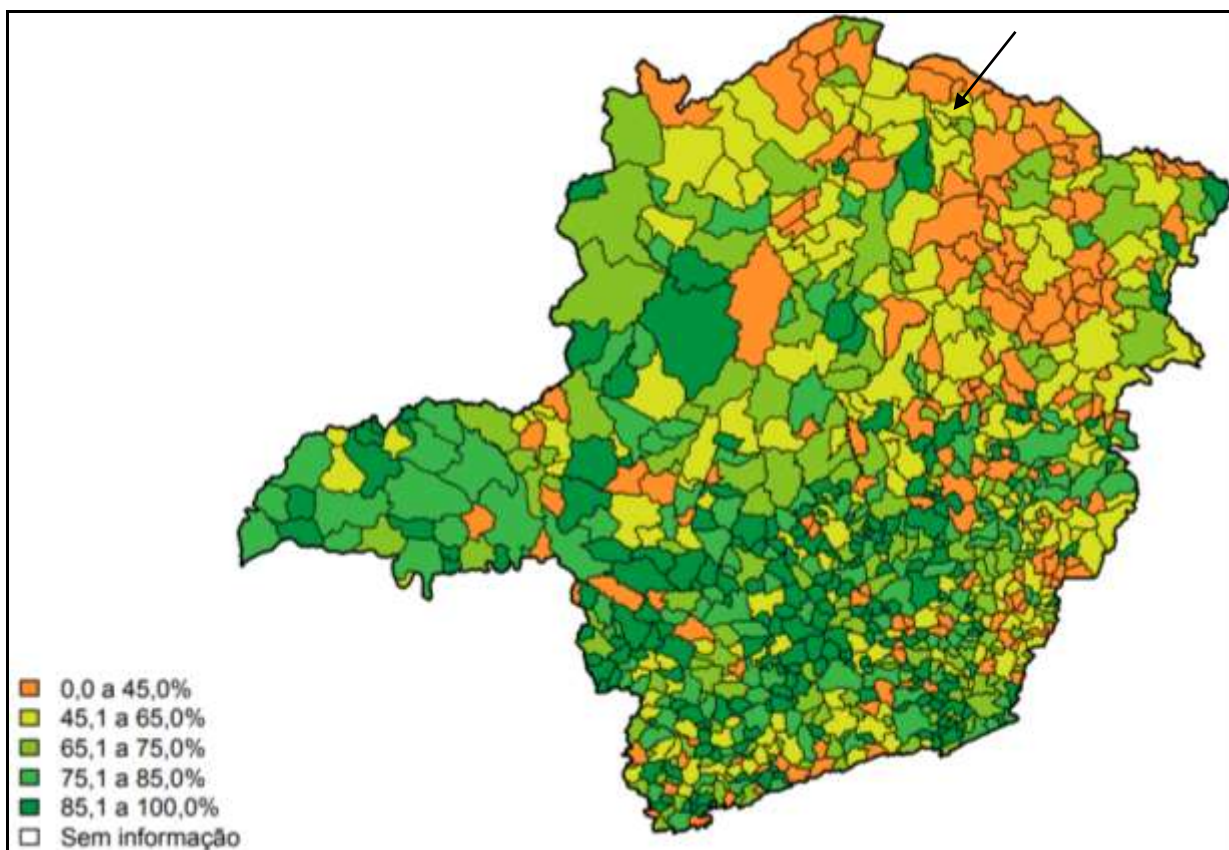 0,0 a 45,0%
45,1 a 65,0%
65,1 a 75,0%
75,1 a 85,0%
85,1 a 100,0%
Sem informação